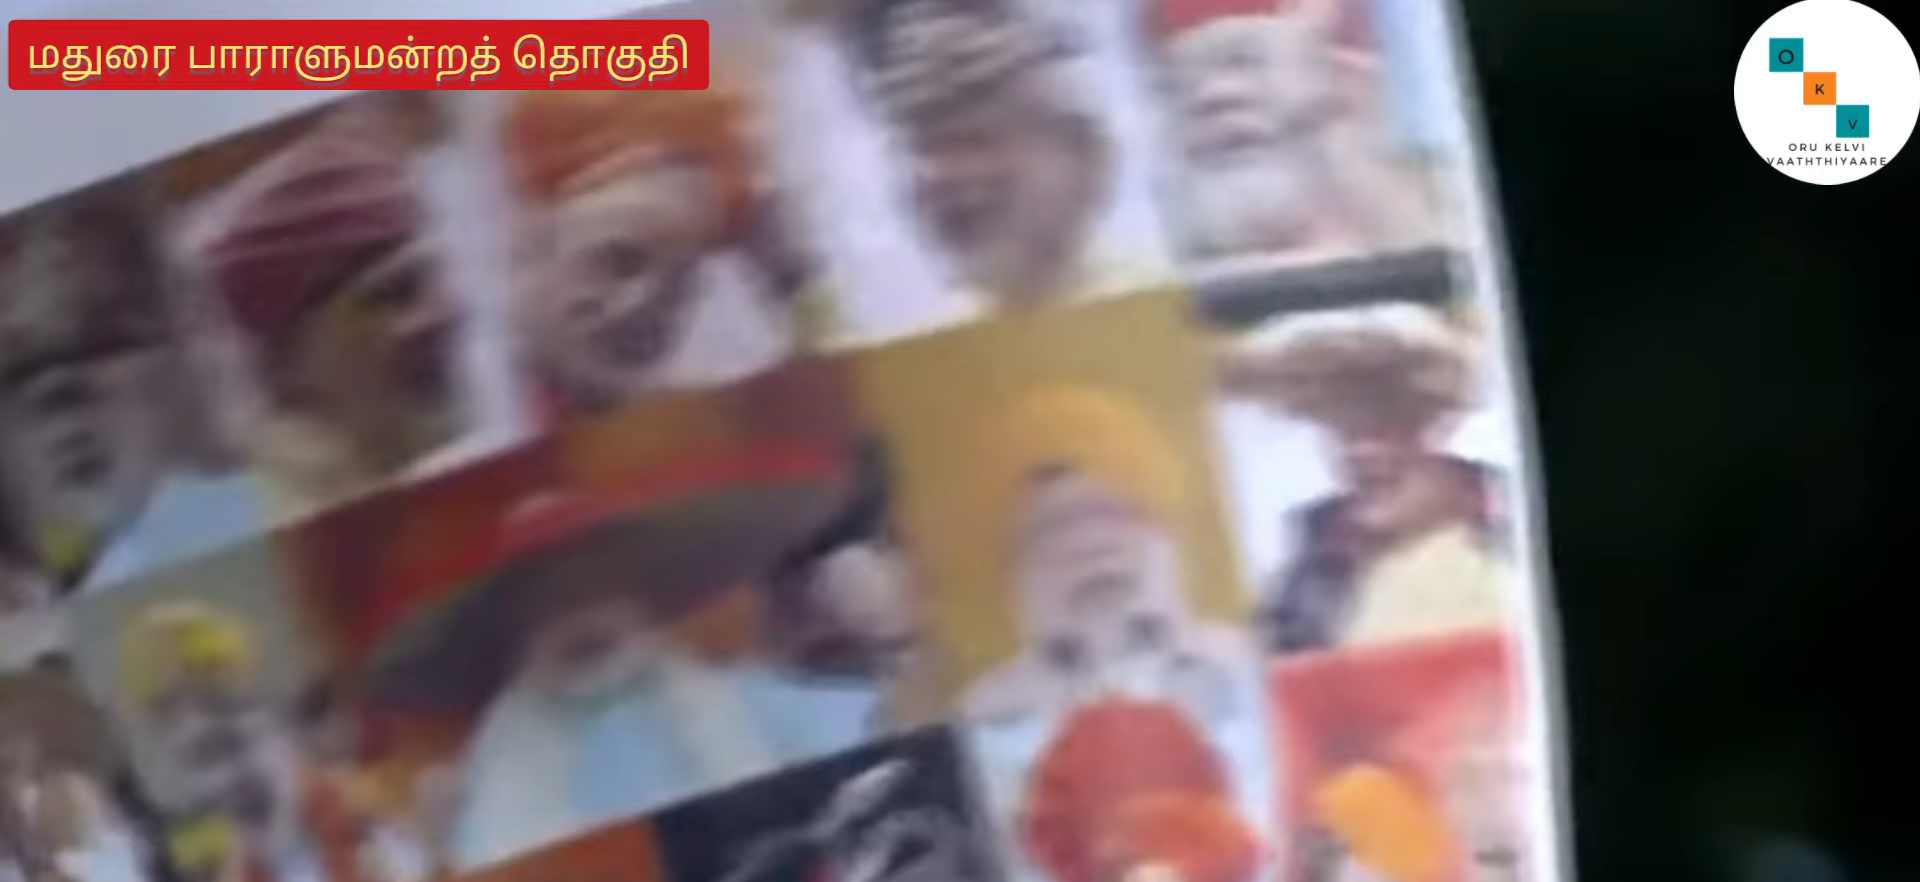 மதுரை பாராளுமன்றத் தொகுதி
O
K
V
ORU KELVI
VAATHTHIYAARE